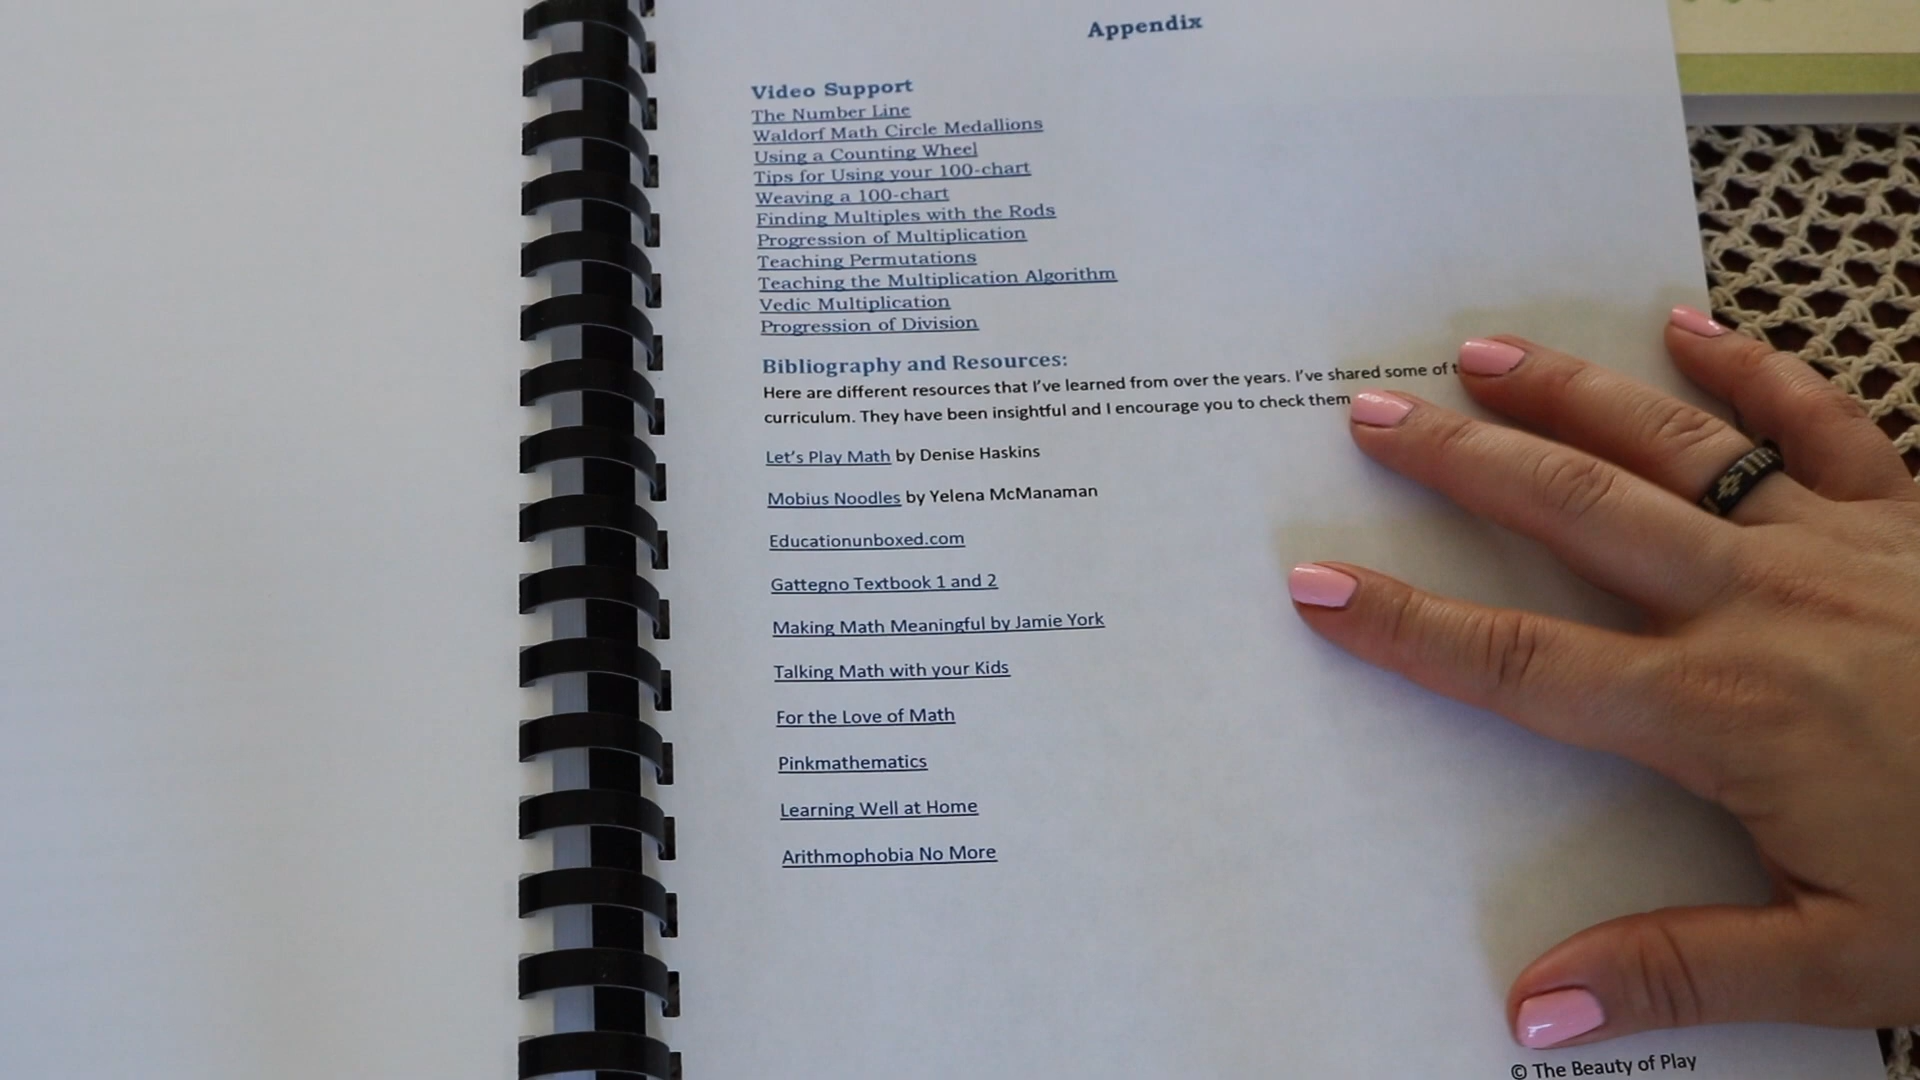 Appendix
Video Support
The Number Line
Waldorf Math Circle Medallions
Using a Counting Wheel
Tips for Using your 100-chart
Weaving a 100-chart
Finding Multiples with the Rods
Progression of Multiplication
Teaching Permutations
Teaching the Multiplication Algorithm
Vedic Multiplication
Progression of Division
Bibliography and Resources:
Here are different resources that I've learned from over the years. I've shared some of
curriculum. They have been insightful and I encourage you to check them
Let's Play Math by Denise Haskins
Mobius Noodles by Yelena McManaman
Educationunboxed.com
Gattegno Textbook 1 and 2
Making Math Meaningful by Jamie York
Talking Math with your Kids
For the Love of Math
Pinkmathematics
Learning Well at Home
Arithmophobia No More
© The Beauty of Play